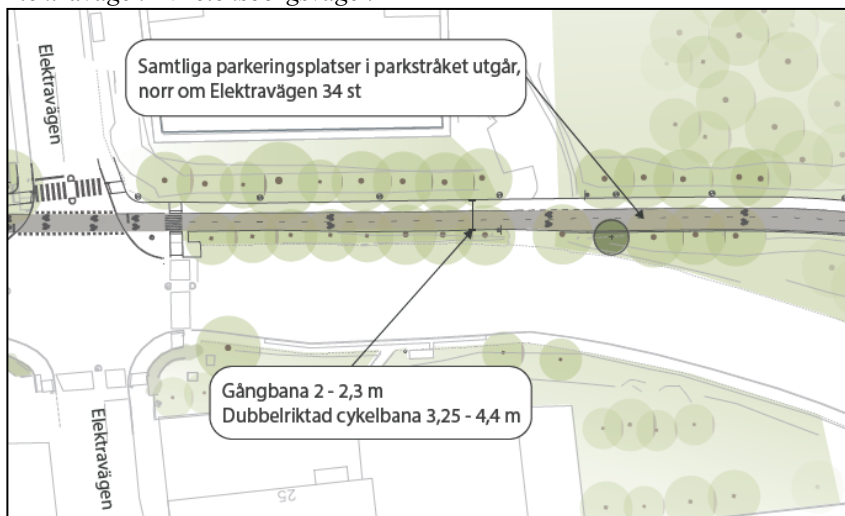 Elektravägen
Samtliga parkeringsplatser i parkstråket utgår,
norr om Elektravägen 34 st
Gångbana 2 - 2,3 m
Dubbelriktad cykelbana 3,25 - 4,4 m
Elektravägen
25